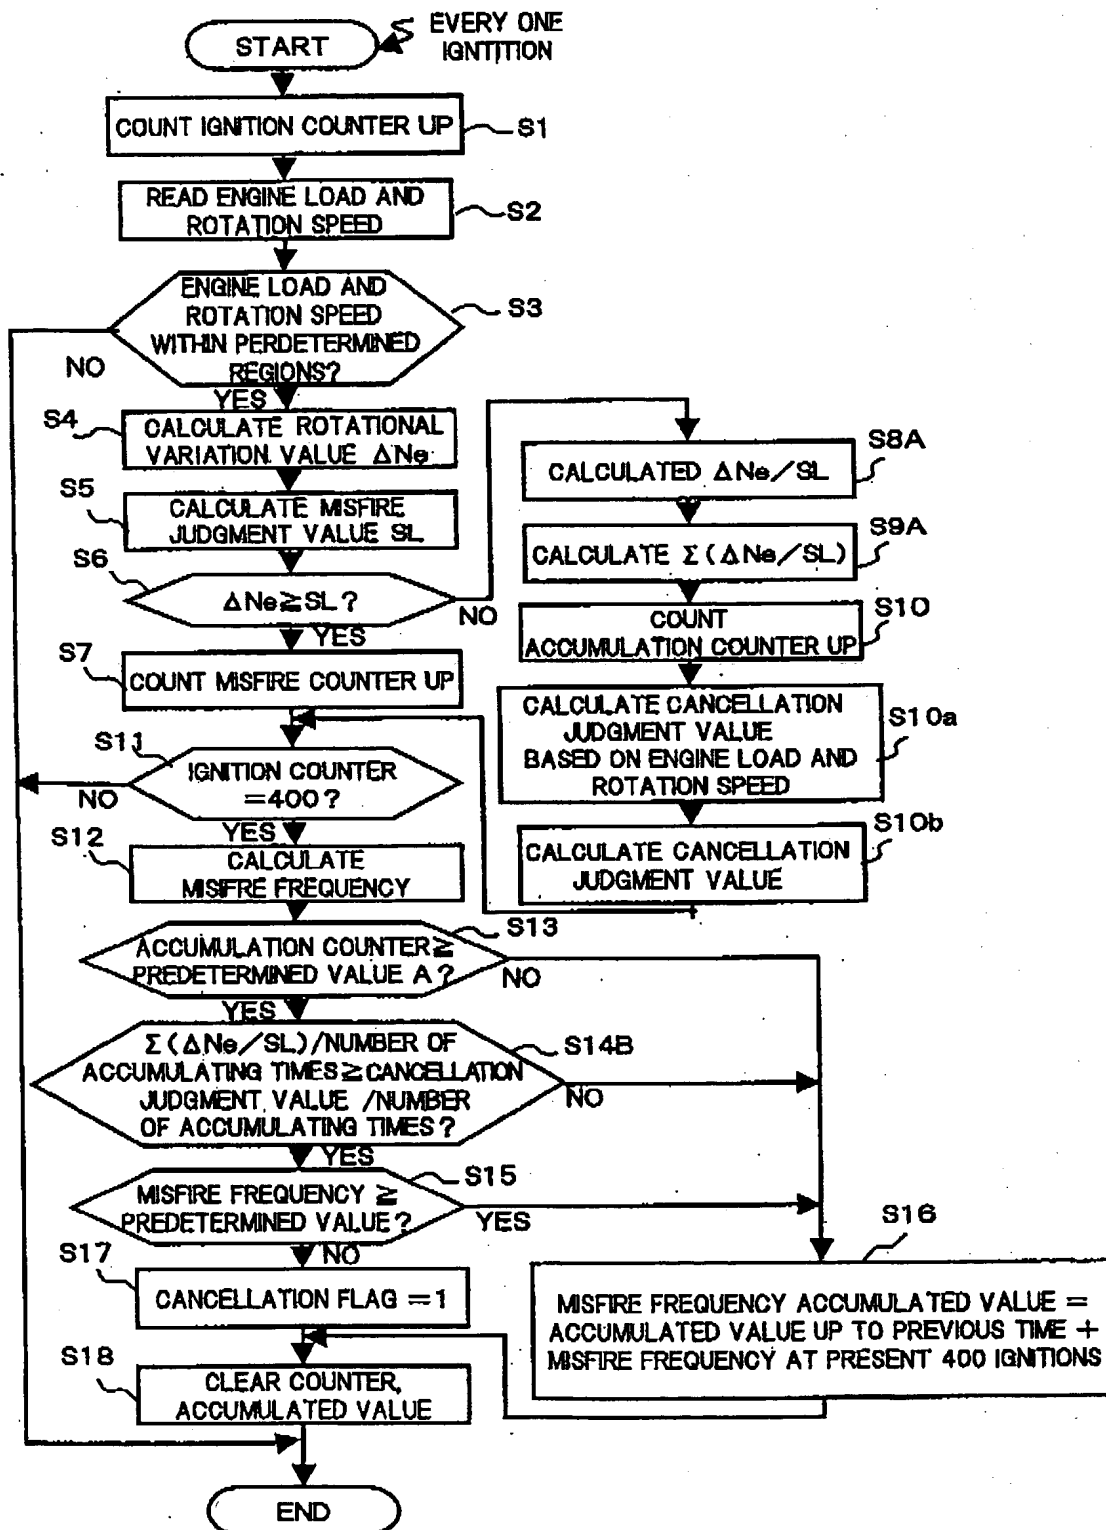 EVERY ONE
IGNTITION
START
COUNT IGNITION COUNTER UP
S1
READ ENGINE LOAD AND
ROTATION SPEED
S2
ENGINE LOAD AND
ROTATION SPEED
WITHIN PERDETERMINED
REGIONS?
S3
NO
YES
S4
CALCULATE ROTATIONAL
VARIATION VALUE ΔNe
S5
CALCULATE MISFIRE
JUDGMENT VALUE SL
S6
ΔNe≧SL?
NO
YES
S7
COUNT MISFIRE COUNTER UP
S8A
CALCULATED ΔNe/SL
S9A
CALCULATE Σ(ΔNe/SL)
S10
COUNT
ACCUMULATION COUNTER UP
S10a
CALCULATE CANCELLATION
JUDGMENT VALUE
BASED ON ENGINE LOAD AND
ROTATION SPEED
S10b
CALCULATE CANCELLATION
JUDGMENT VALUE
S11
IGNITION COUNTER
=400?
NO
YES
S12
CALCULATE
MISIFRE FREQUENCY
S13
ACCUMULATION COUNTER≧
PREDETERMINED VALUE A?
NO
YES
S14B
Σ(ΔNe/SL)/NUMBER OF
ACCUMULATING TIMES≧CANCELLATION
JUDGMENT VALUE /NUMBER
OF ACCUMULATING TIMES?
NO
YES
S15
MISFIRE FREQUENCY ≧
PREDETERMINED VALUE?
YES
NO
S16
MISFIRE FREQUENCY ACCUMULATED VALUE =
ACCUMULATED VALUE UP TO PREVIOUS TIME +
MISFIRE FREQUENCY AT PRESENT 400 IGNITIONS
S17
CANCELLATION FLAG =1
S18
CLEAR COUNTER,
ACCUMULATED VALUE
END